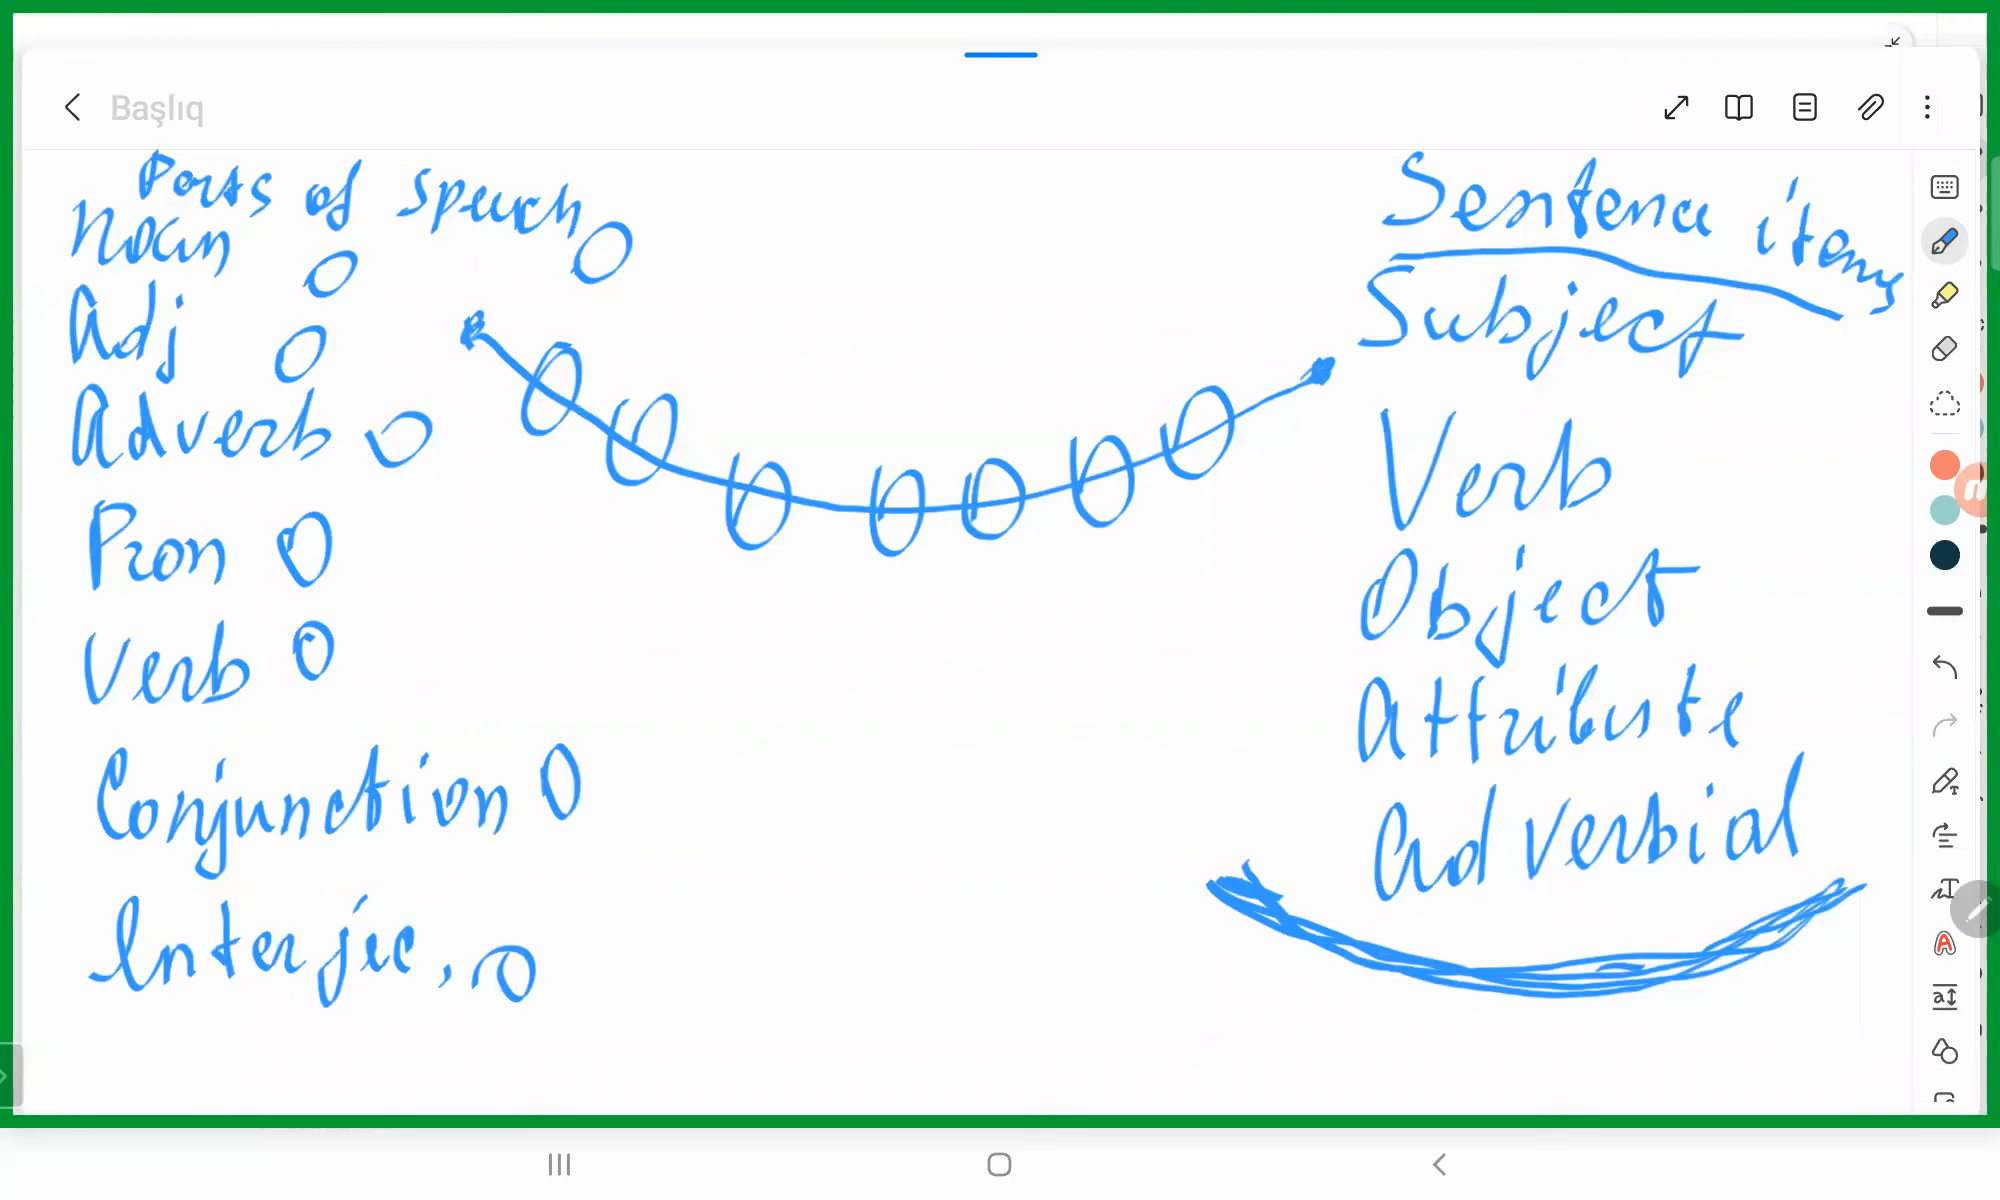 Başlıq
Parts of speech
Noun
Adj
Adverb
Pron
Verb
Conjunction
Interjec.
Sentence items
Subject
Verb
Object
Attribute
Adverbial